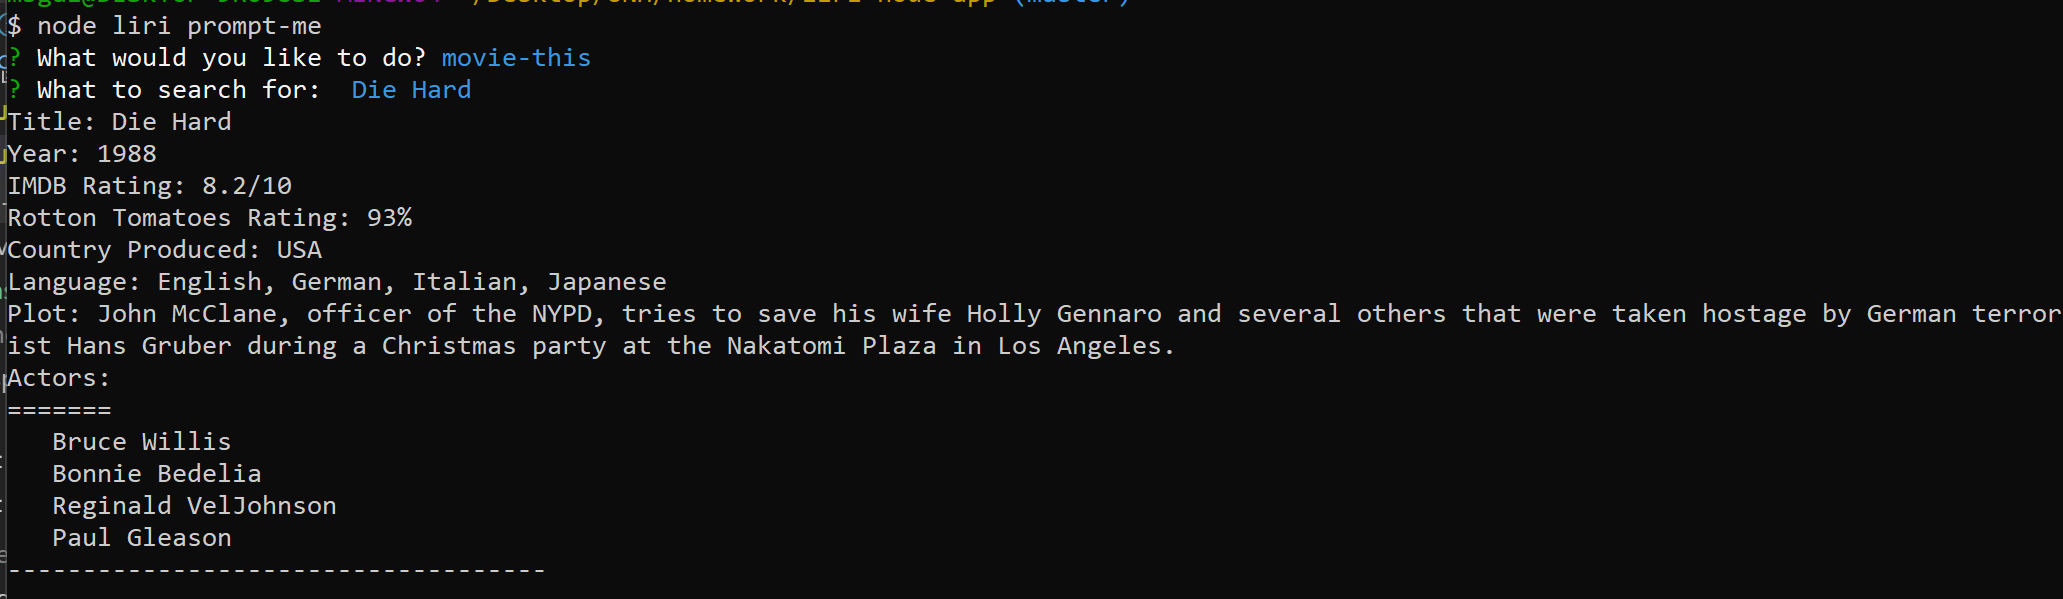 $ node liri prompt-me
? What would you like to do? movie-this
? What to search for:  Die Hard
Title: Die Hard
Year: 1988
IMDB Rating: 8.2/10
Rotton Tomatoes Rating: 93%
Country Produced: USA
Language: English, German, Italian, Japanese
Plot: John McClane, officer of the NYPD, tries to save his wife Holly Gennaro and several others that were taken hostage by German terror
ist Hans Gruber during a Christmas party at the Nakatomi Plaza in Los Angeles.
Actors:
=======
   Bruce Willis
   Bonnie Bedelia
   Reginald VelJohnson
   Paul Gleason
------------------------------------